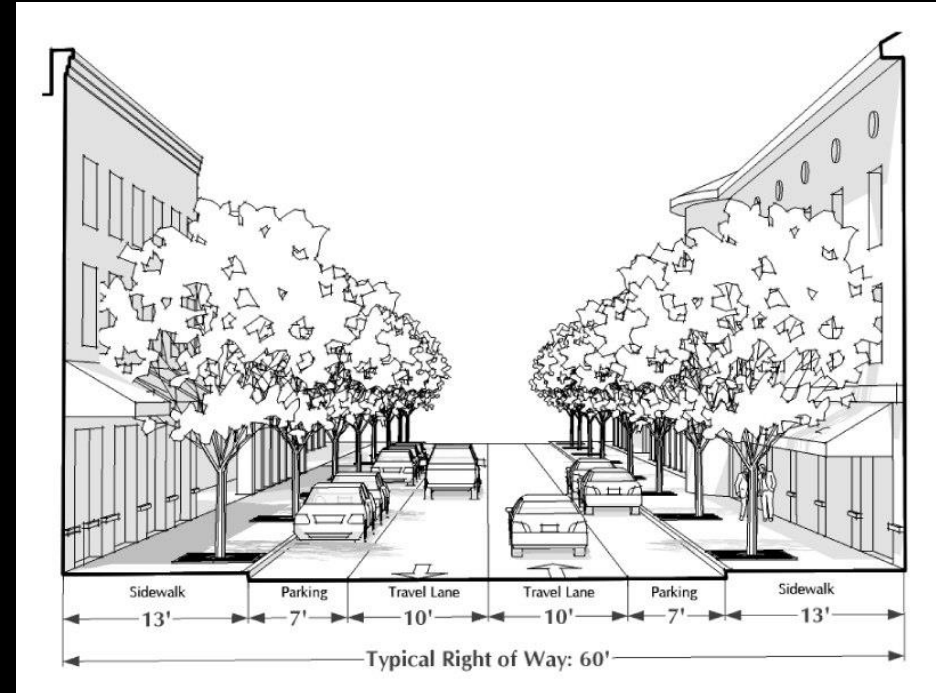 Sidewalk Parking Travel Lane Travel Lane Parking Sidewalk
13' 7' 10' 10' 7' 13'
Typical Right of Way: 60'